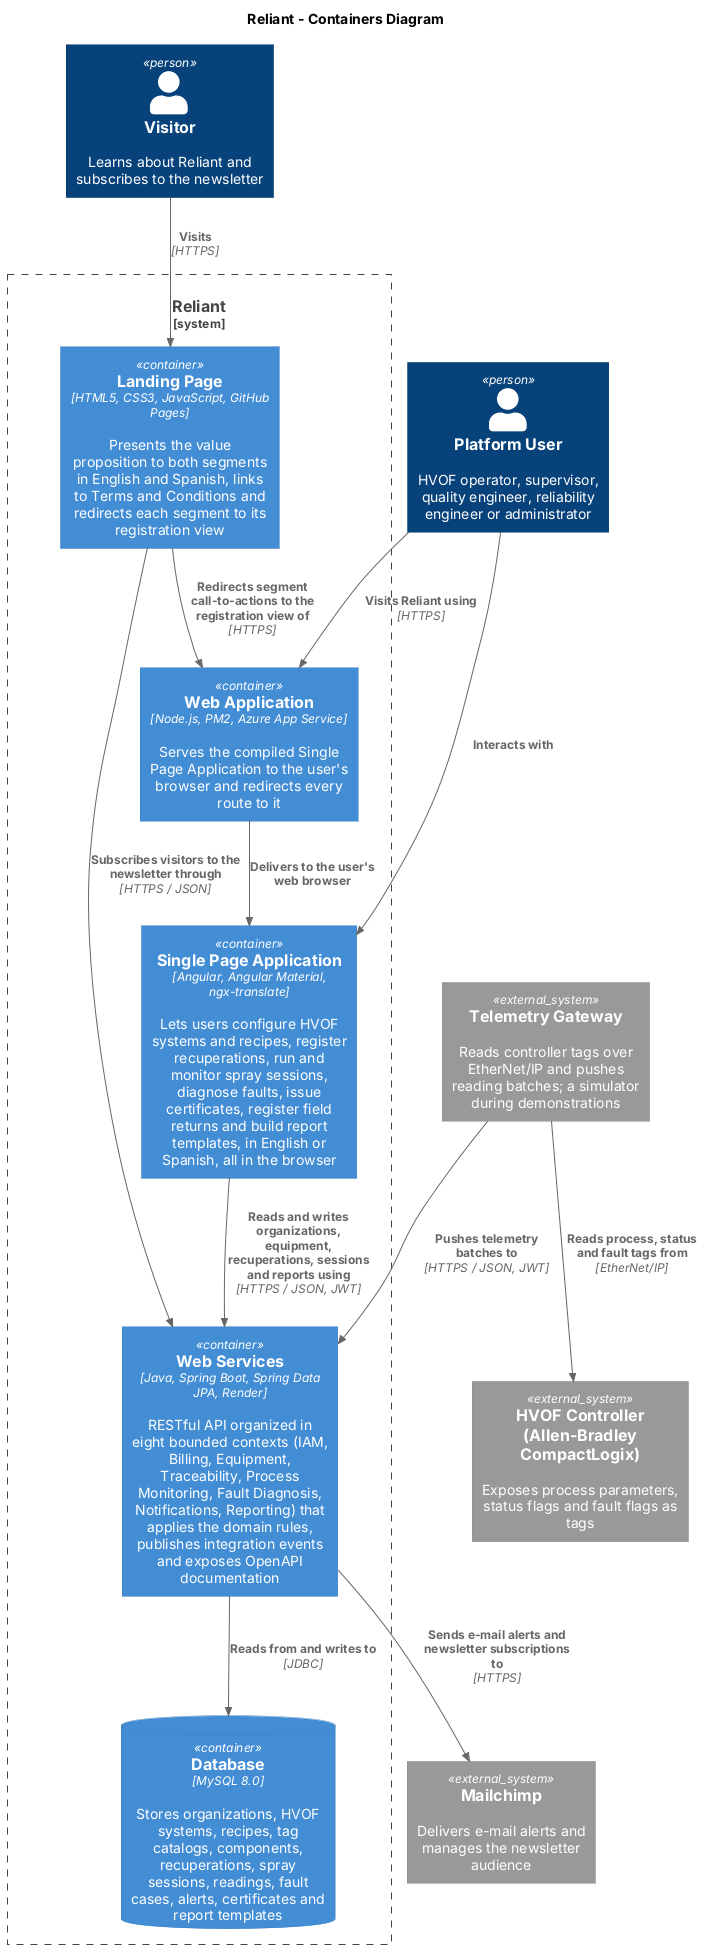 Reliant - Containers Diagram
«person»
Visitor
Learns about Reliant and
subscribes to the newsletter
Visits
[HTTPS]
Reliant
[system]
«container»
Landing Page
[HTML5, CSS3, JavaScript, GitHub
Pages]
Presents the value
proposition to both segments
in English and Spanish, links
to Terms and Conditions and
redirects each segment to its
registration view
«person»
Platform User
HVOF operator, supervisor,
quality engineer, reliability
engineer or administrator
Redirects segment
call-to-actions to the
registration view of
[HTTPS]
Visits Reliant using
[HTTPS]
«container»
Web Application
[Node.js, PM2, Azure App Service]
Serves the compiled Single
Page Application to the user's
browser and redirects every
route to it
Interacts with
Subscribes visitors to the
newsletter through
[HTTPS / JSON]
Delivers to the user's
web browser
«container»
Single Page Application
[Angular, Angular Material,
ngx-translate]
Lets users configure HVOF
systems and recipes, register
recuperations, run and
monitor spray sessions,
diagnose faults, issue
certificates, register field
returns and build report
templates, in English or
Spanish, all in the browser
«external_system»
Telemetry Gateway
Reads controller tags over
EtherNet/IP and pushes
reading batches; a simulator
during demonstrations
Reads and writes
organizations,
equipment,
recuperations, sessions
and reports using
[HTTPS / JSON, JWT]
Pushes telemetry
batches to
[HTTPS / JSON, JWT]
Reads process, status
and fault tags from
[EtherNet/IP]
«container»
Web Services
[Java, Spring Boot, Spring Data
JPA, Render]
RESTful API organized in
eight bounded contexts (IAM,
Billing, Equipment,
Traceability, Process
Monitoring, Fault Diagnosis,
Notifications, Reporting) that
applies the domain rules,
publishes integration events
and exposes OpenAPI
documentation
«external_system»
HVOF Controller
(Allen-Bradley
CompactLogix)
Exposes process parameters,
status flags and fault flags as
tags
Reads from and writes to
[JDBC]
Sends e-mail alerts and
newsletter subscriptions
to
[HTTPS]
«container»
Database
[MySQL 8.0]
Stores organizations, HVOF
systems, recipes, tag
catalogs, components,
recuperations, spray
sessions, readings, fault
cases, alerts, certificates and
report templates
«external_system»
Mailchimp
Delivers e-mail alerts and
manages the newsletter
audience